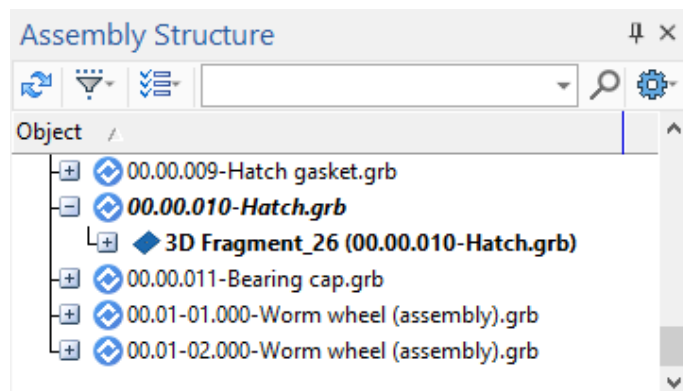 Assembly Structure
Object
00.00.009-Hatch gasket.grb
00.00.010-Hatch.grb
3D Fragment_26 (00.00.010-Hatch.grb)
00.00.011-Bearing cap.grb
00.01-01.000-Worm wheel (assembly).grb
00.01-02.000-Worm wheel (assembly).grb